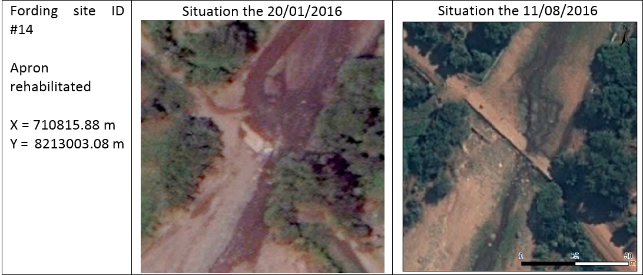 Fording site ID
#14
Apron
rehabilitated
X = 710815.88 m
Y = 8213003.08 m
Situation the 20/01/2016
Situation the 11/08/2016